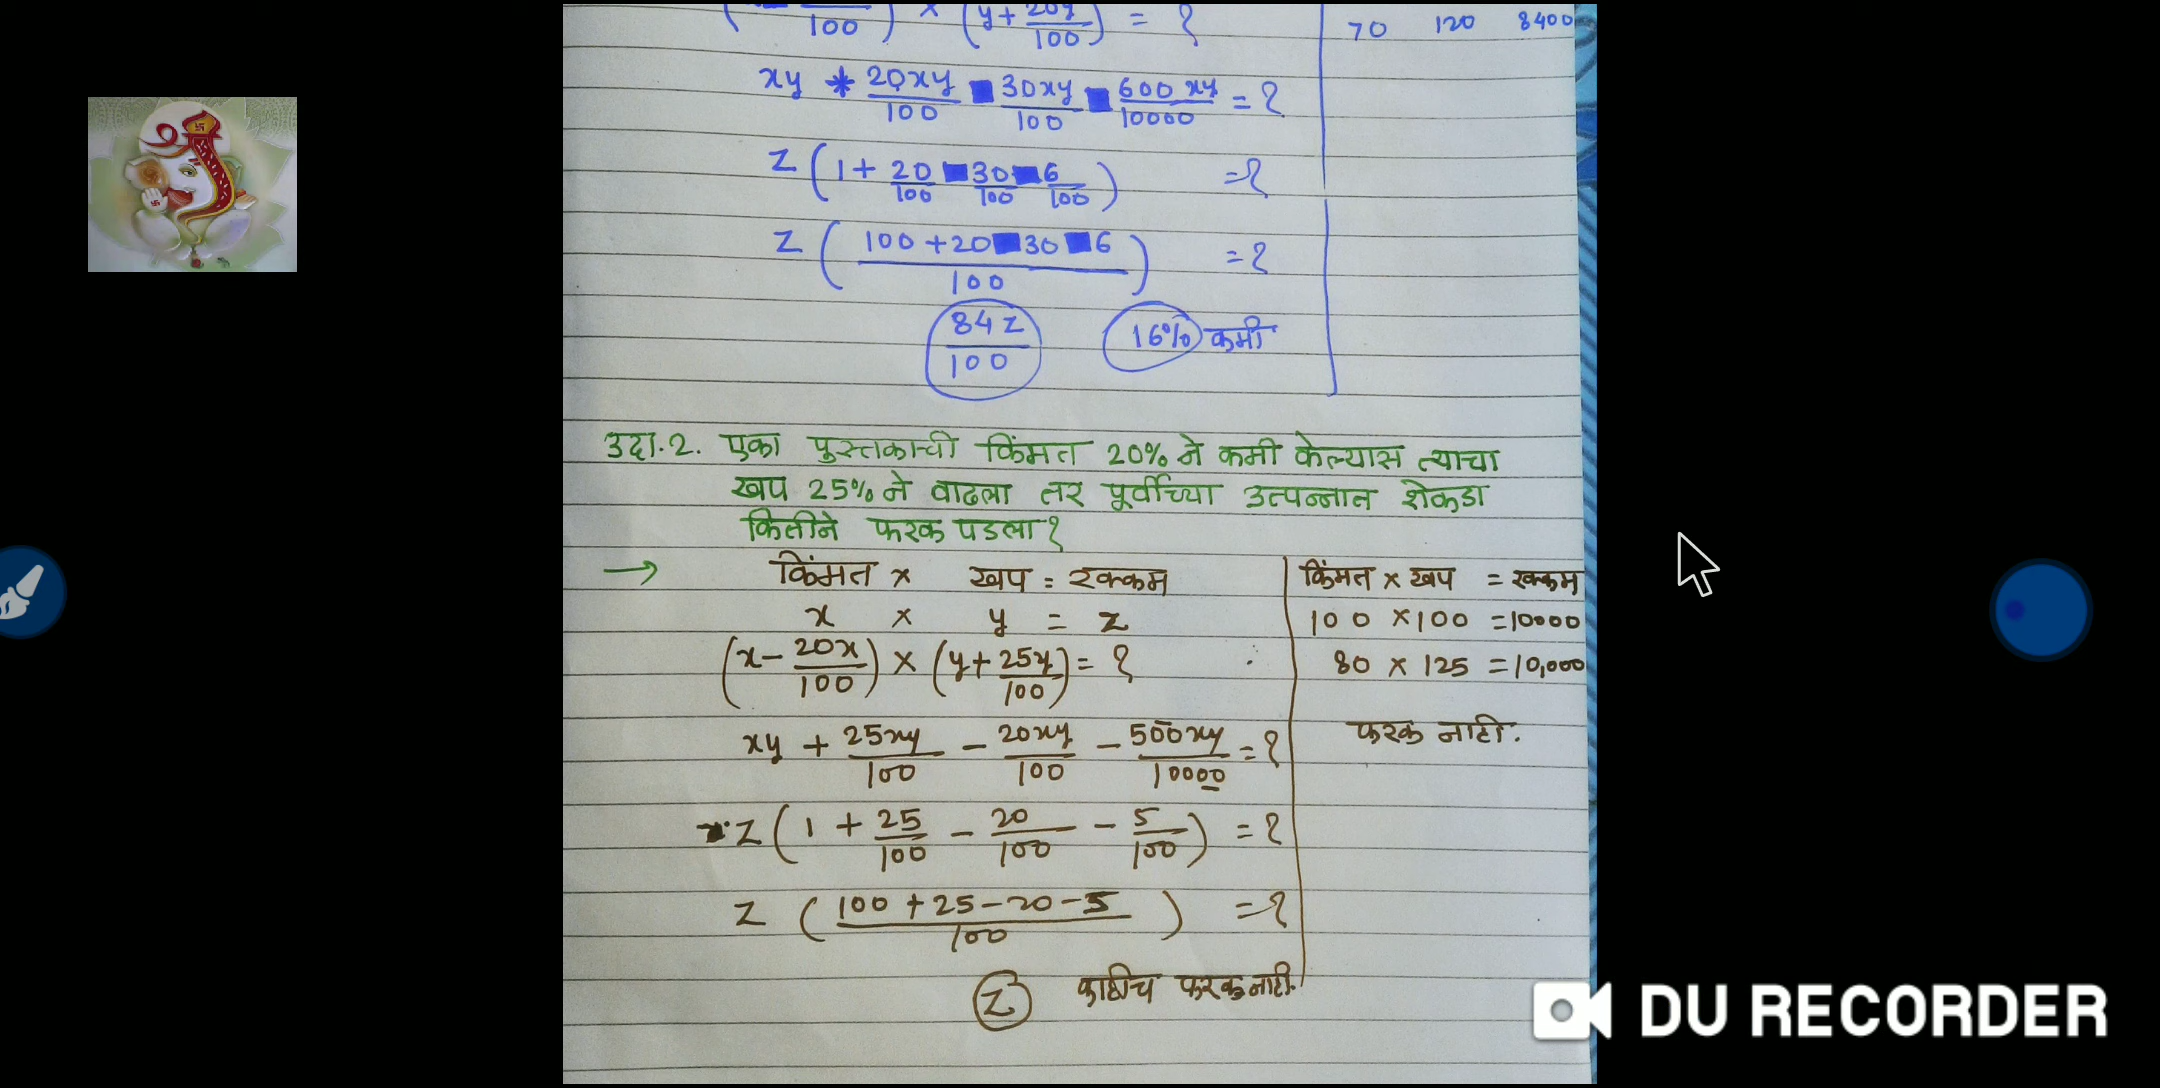 (     100 ) × (y + 20y/100) = ?
70 120 8400
xy * 20xy/100 ■ 30xy/100 ■ 600xy/10000 = ?
z (1 + 20/100 ■ 30/100 ■ 6/100) = ?
z (100 + 20 ■ 30 ■ 6 / 100) = ?
84z/100 16% कमी
उदा.2. एका पुस्तकाची किंमत 20% ने कमी केल्यास त्याचा
खप 25% ने वाढला तर पूर्वीच्या उत्पन्नात शेकडा
कितीने फरक पडला?
→ किंमत × खप = रक्कम
x × y = z
(x - 20x/100) × (y + 25y/100) = ?
xy + 25xy/100 - 20xy/100 - 500xy/10000 = ?
z (1 + 25/100 - 20/100 - 5/100) = ?
z (100 + 25 - 20 - 5 / 100) = ?
z काहीच फरक नाही.
किंमत × खप = रक्कम
100 × 100 = 10000
80 × 125 = 10,000
फरक नाही.
DU RECORDER